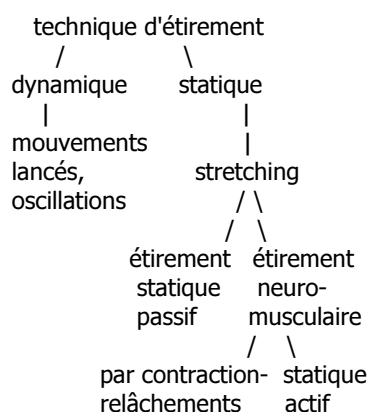 technique d'étirement
dynamique statique
mouvements
lancés, stretching
oscillations
étirement étirement
statique neuro-
passif musculaire
par contraction- statique
relâchements actif